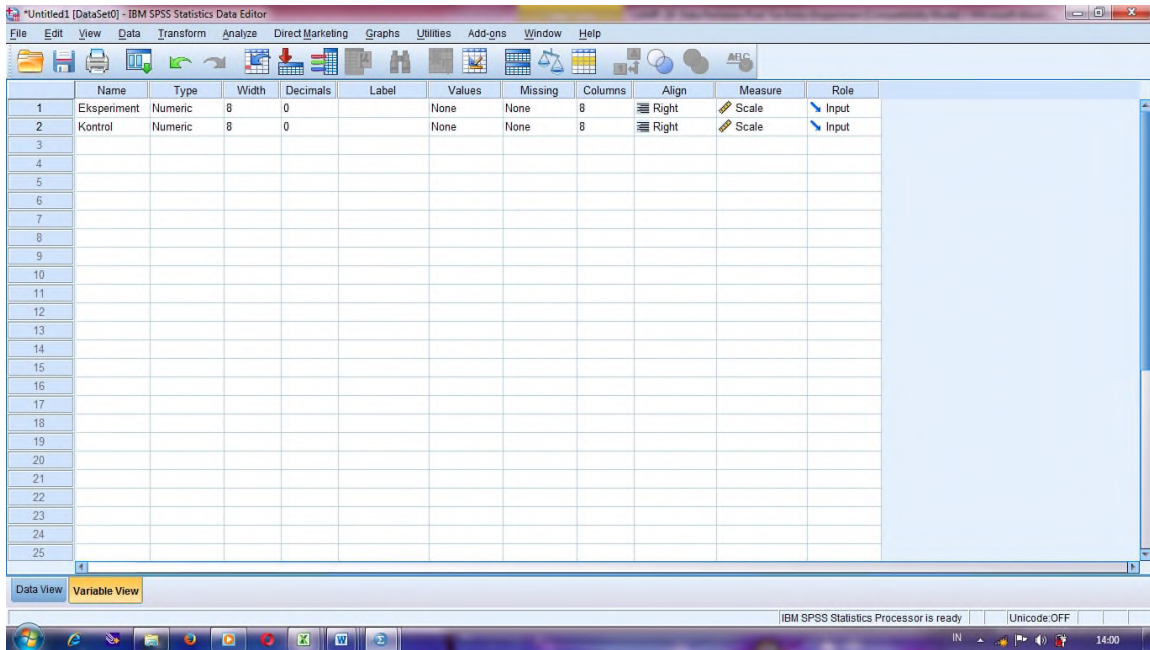 *Untitled1 [DataSet0] - IBM SPSS Statistics Data Editor
File Edit View Data Transform Analyze Direct Marketing Graphs Utilities Add-ons Window Help
Name Type Width Decimals Label Values Missing Columns Align Measure Role
1 Eksperiment Numeric 8 0 None None 8 Right Scale Input
2 Kontrol Numeric 8 0 None None 8 Right Scale Input
3
4
5
6
7
8
9
10
11
12
13
14
15
16
17
18
19
20
21
22
23
24
25
Data View Variable View
IBM SPSS Statistics Processor is ready Unicode:OFF
IN 14:00